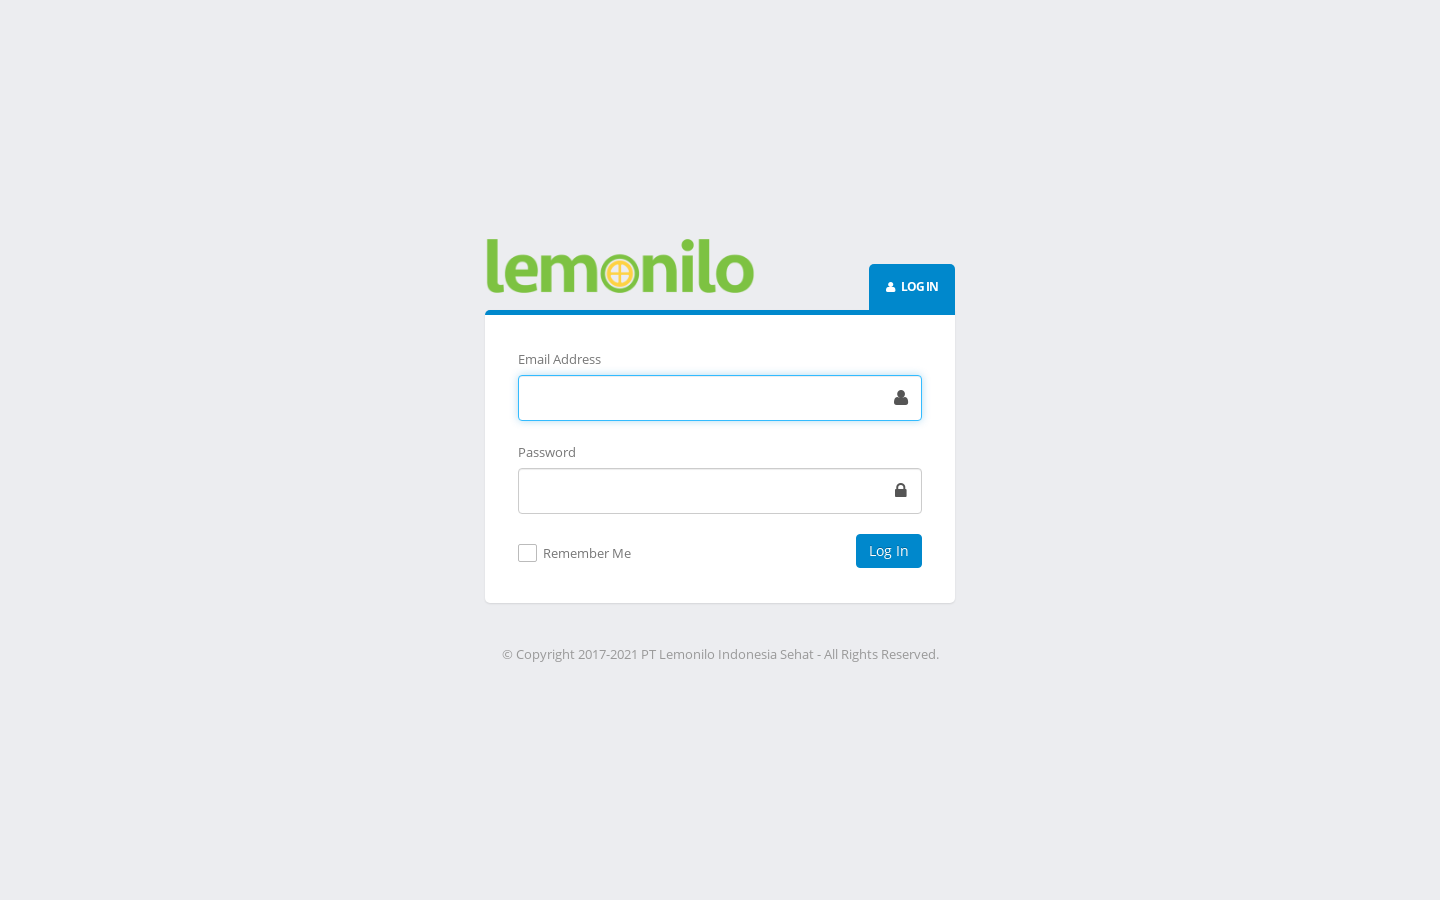 lemonilo
LOG IN
Email Address
Password
Remember Me
Log In
© Copyright 2017-2021 PT Lemonilo Indonesia Sehat - All Rights Reserved.